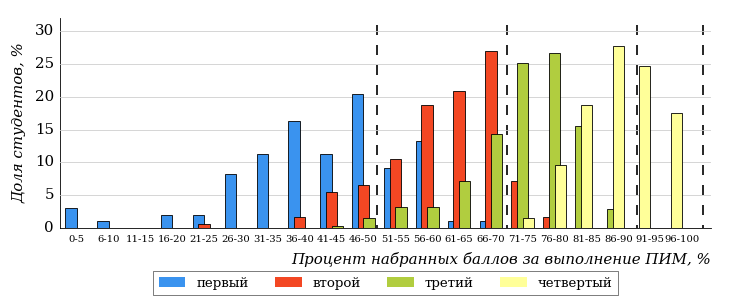 Доля студентов, %
30
25
20
15
10
5
0
0-5 6-10 11-15 16-20 21-25 26-30 31-35 36-40 41-45 46-50 51-55 56-60 61-65 66-70 71-75 76-80 81-85 86-90 91-95 96-100
Процент набранных баллов за выполнение ПИМ, %
первый второй третий четвертый